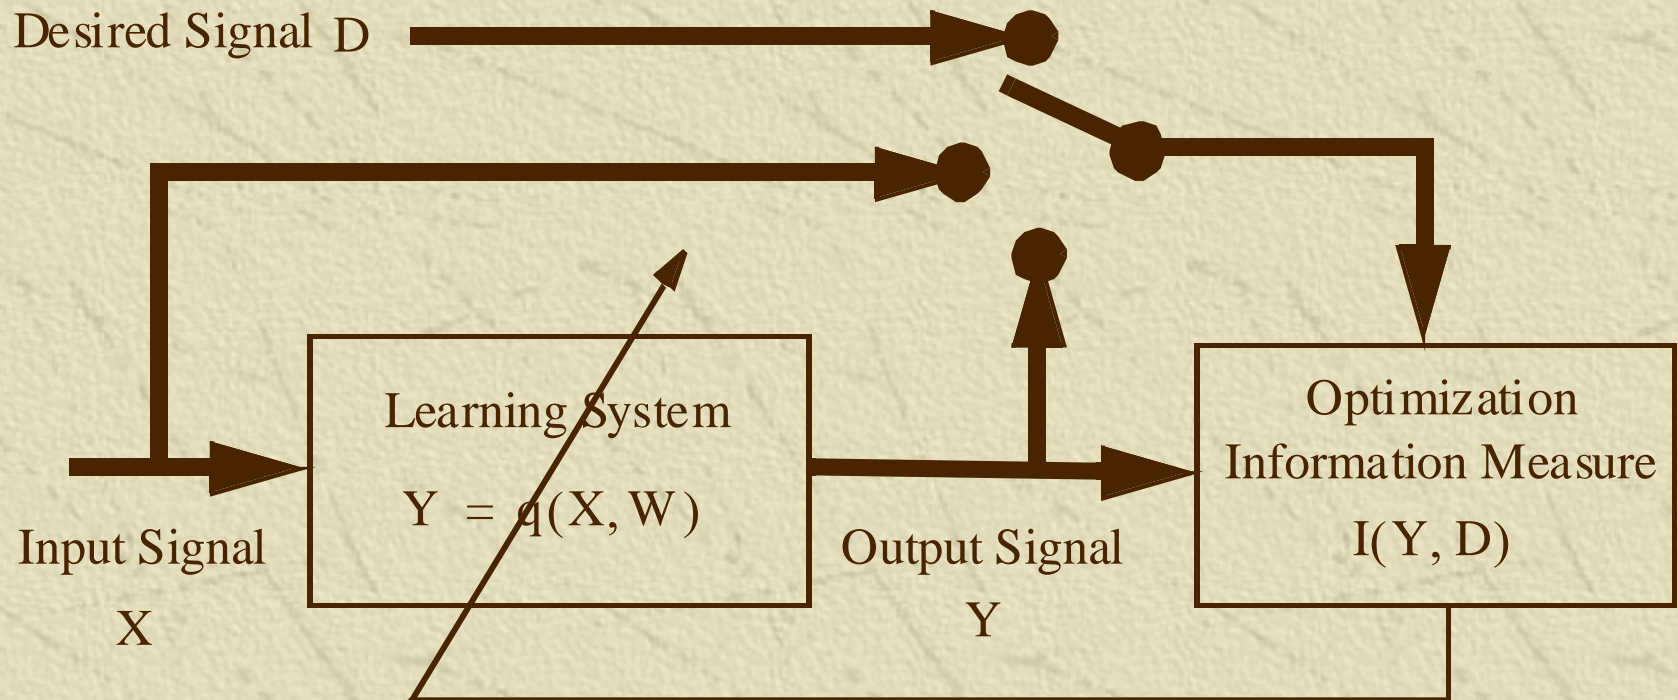 Desired Signal D
Learning System
Y = q(X, W)
Input Signal
X
Output Signal
Y
Optimization
Information Measure
I(Y, D)